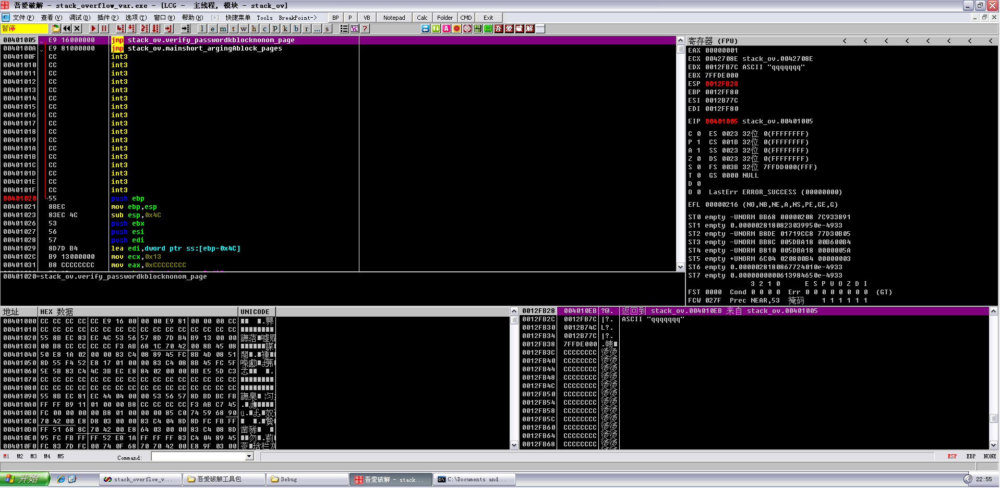 吾爱破解 - stack_overflow_var.exe - [LCG - 主线程, 模块 - stack_ov]
文件(F) 查看(V) 调试(D) 插件(P) 选项(T) 窗口(W) 帮助(H) [+] 快捷菜单 Tools BreakPoint-> BP P VB Notepad Calc Folder CMD Exit
暂停 l e m t w h c p k b r ... s ? 吾 爱 破 解
00401005 E9 16000000 jmp stack_ov.verify_passwordkblocknonom_page
0040100A E9 81000000 jmp stack_ov.mainshort_argingAblock_pages
0040100F CC int3
00401010 CC int3
00401011 CC int3
00401012 CC int3
00401013 CC int3
00401014 CC int3
00401015 CC int3
00401016 CC int3
00401017 CC int3
00401018 CC int3
00401019 CC int3
0040101A CC int3
0040101B CC int3
0040101C CC int3
0040101D CC int3
0040101E CC int3
0040101F CC int3
00401020 55 push ebp
00401021 8BEC mov ebp,esp
00401023 83EC 4C sub esp,0x4C
00401026 53 push ebx
00401027 56 push esi
00401028 57 push edi
00401029 8D7D B4 lea edi,dword ptr ss:[ebp-0x4C]
0040102C B9 13000000 mov ecx,0x13
00401031 B8 CCCCCCCC mov eax,0xCCCCCCCC
00401020=stack_ov.verify_passwordkblocknonom_page
寄存器 (FPU) < < < < < < < <
EAX 00000001
ECX 0042708E stack_ov.0042708E
EDX 0012FB7C ASCII "qqqqqqq"
EBX 7FFDE000
ESP 0012FB28
EBP 0012FF80
ESI 0012B77C
EDI 0012FF80
EIP 00401005 stack_ov.00401005
C 0 ES 0023 32位 0(FFFFFFFF)
P 1 CS 001B 32位 0(FFFFFFFF)
A 1 SS 0023 32位 0(FFFFFFFF)
Z 0 DS 0023 32位 0(FFFFFFFF)
S 0 FS 003B 32位 7FFDD000(FFF)
T 0 GS 0000 NULL
D 0
O 0 LastErr ERROR_SUCCESS (00000000)
EFL 00000216 (NO,NB,NE,A,NS,PE,GE,G)
ST0 empty -UNORM BB68 00000208 7C933891
ST1 empty 0.0000028180823039950e-4933
ST2 empty -UNORM B8DE 01719CC8 77D30B05
ST3 empty -UNORM BB8C 005DBA18 00B600B4
ST4 empty -UNORM B810 005DBA18 0000005A
ST5 empty +UNORM 6C04 020800B4 00000003
ST6 empty 0.0000028180867724010e-4933
ST7 empty 0.0000000000613984650e-4933
3 2 1 0 E S P U O Z D I
FST 0000 Cond 0 0 0 0 Err 0 0 0 0 0 0 0 0 (GT)
FCW 027F Prec NEAR,53 掩码 1 1 1 1 1 1
地址 HEX 数据 UNICODE
00401000 CC CC CC CC CC E9 16 00 00 00 E9 81 00 00 00 CC
00401010 CC CC CC CC CC CC CC CC CC CC CC CC CC CC CC CC
00401020 55 8B EC 83 EC 4C 53 56 57 8D 7D B4 B9 13 00 00
00401030 00 B8 CC CC CC CC F3 AB 68 1C 70 42 00 8B 45 08
00401040 50 E8 1A 02 00 00 83 C4 08 89 45 FC 8B 4D 08 51
00401050 8D 55 F4 52 E8 17 01 00 00 83 C4 08 8B 45 FC 5F
00401060 5E 5B 83 C4 4C 3B EC E8 84 02 00 00 8B E5 5D C3
00401070 CC CC CC CC CC CC CC CC CC CC CC CC CC CC CC CC
00401080 CC CC CC CC CC CC CC CC CC CC CC CC CC CC CC CC
00401090 55 8B EC 81 EC 44 04 00 00 53 56 57 8D BD BC FB
004010A0 FF FF B9 11 01 00 00 B8 CC CC CC CC F3 AB C7 45
004010B0 FC 00 00 00 00 B8 01 00 00 00 85 C0 74 59 68 90
004010C0 70 42 00 E8 D8 03 00 00 83 C4 04 8D 8D FC FB FF
004010D0 FF 51 68 8C 70 42 00 E8 64 03 00 00 83 C4 08 8D
004010E0 95 FC FB FF FF 52 E8 1A FF FF FF 83 C4 04 89 45
004010F0 FC 83 7D FC 00 74 0F 68 70 70 42 00 E8 9F 03 00
0012FB28 004010EB ?@. 返回到 stack_ov.004010EB 来自 stack_ov.00401005
0012FB2C 0012FB7C |?. ASCII "qqqqqqq"
0012FB30 0012B74C L?.
0012FB34 0012B77C |?.
0012FB38 7FFDE000
0012FB3C CCCCCCCC 烫烫
0012FB40 CCCCCCCC 烫烫
0012FB44 CCCCCCCC 烫烫
0012FB48 CCCCCCCC 烫烫
0012FB4C CCCCCCCC 烫烫
0012FB50 CCCCCCCC 烫烫
0012FB54 CCCCCCCC 烫烫
0012FB58 CCCCCCCC 烫烫
0012FB5C CCCCCCCC 烫烫
0012FB60 CCCCCCCC 烫烫
0012FB64 CCCCCCCC 烫烫
0012FB68 CCCCCCCC 烫烫
M1 M2 M3 M4 M5 Command: ESP EBP NONE
开始 stack_overflow_v... 吾爱破解工具包 Debug 吾爱破解 - stack... C:\Documents and... 22:55